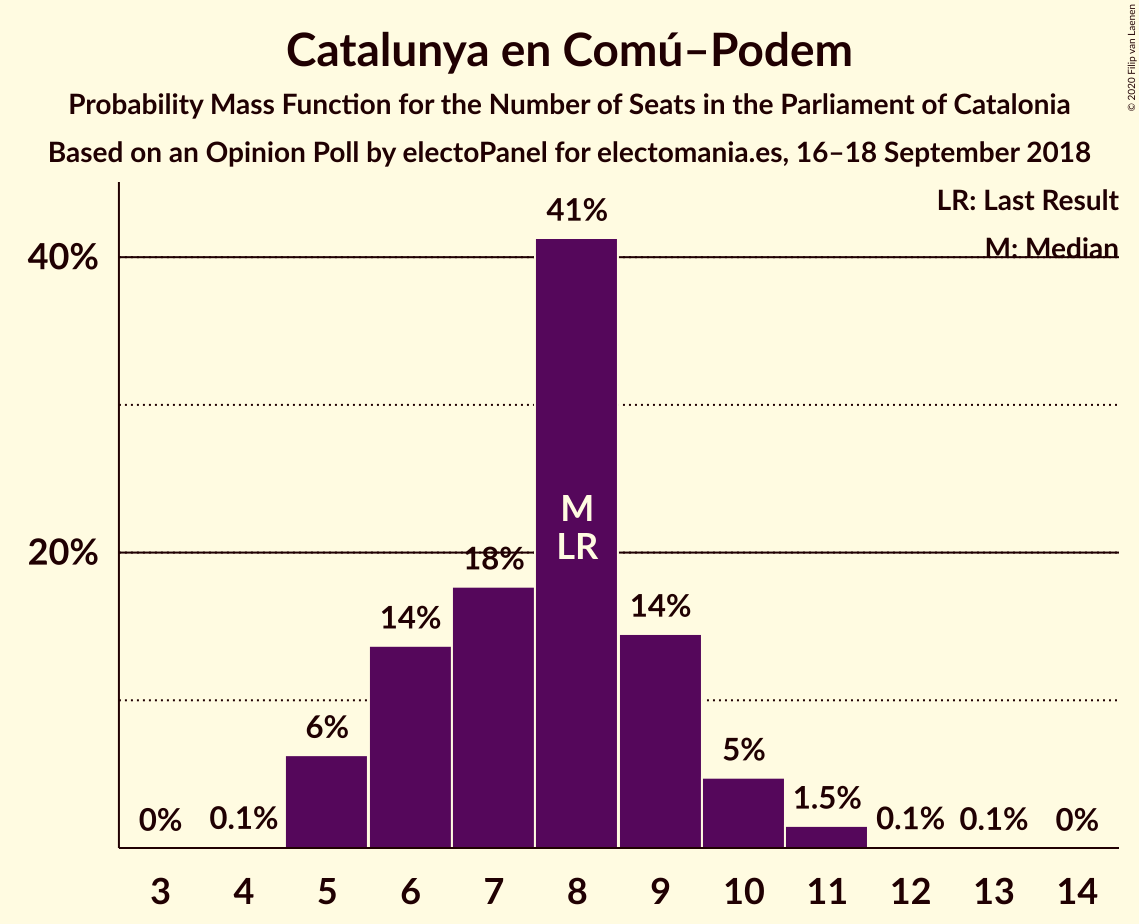 Catalunya en Comú–Podem
Probability Mass Function for the Number of Seats in the Parliament of Catalonia
Based on an Opinion Poll by electoPanel for electomania.es, 16–18 September 2018
© 2020 Filip van Laenen
LR: Last Result
M: Median
41%
40%
M
LR
20%
18%
14%
14%
6%
5%
1.5%
0%
0.1%
0.1%
0.1%
0%
3 4 5 6 7 8 9 10 11 12 13 14